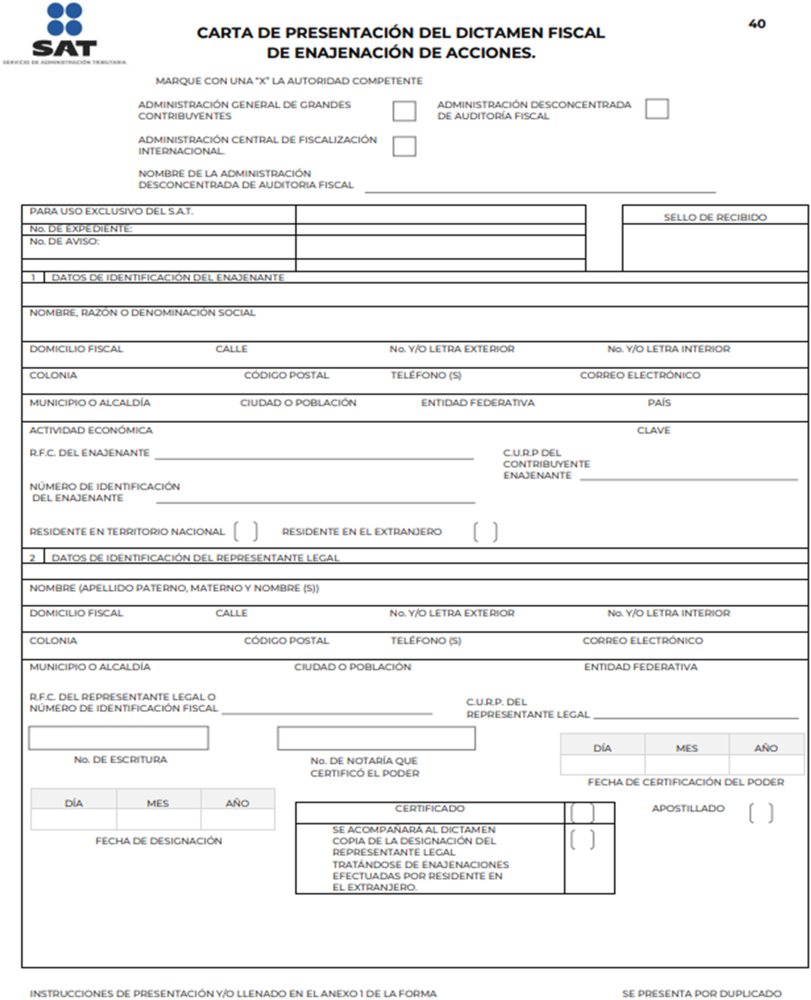 SAT
SERVICIO DE ADMINISTRACIÓN TRIBUTARIA
CARTA DE PRESENTACIÓN DEL DICTAMEN FISCAL
DE ENAJENACIÓN DE ACCIONES.
40
MARQUE CON UNA "X" LA AUTORIDAD COMPETENTE
ADMINISTRACIÓN GENERAL DE GRANDES
CONTRIBUYENTES
ADMINISTRACIÓN DESCONCENTRADA
DE AUDITORÍA FISCAL
ADMINISTRACIÓN CENTRAL DE FISCALIZACIÓN
INTERNACIONAL.
NOMBRE DE LA ADMINISTRACIÓN
DESCONCENTRADA DE AUDITORIA FISCAL
PARA USO EXCLUSIVO DEL S.A.T.
No. DE EXPEDIENTE:
No. DE AVISO:
SELLO DE RECIBIDO
1 DATOS DE IDENTIFICACIÓN DEL ENAJENANTE
NOMBRE, RAZÓN O DENOMINACIÓN SOCIAL
DOMICILIO FISCAL CALLE No. Y/O LETRA EXTERIOR No. Y/O LETRA INTERIOR
COLONIA CÓDIGO POSTAL TELÉFONO (S) CORREO ELECTRÓNICO
MUNICIPIO O ALCALDÍA CIUDAD O POBLACIÓN ENTIDAD FEDERATIVA PAÍS
ACTIVIDAD ECONÓMICA CLAVE
R.F.C. DEL ENAJENANTE
C.U.R.P DEL
CONTRIBUYENTE
ENAJENANTE
NÚMERO DE IDENTIFICACIÓN
DEL ENAJENANTE
RESIDENTE EN TERRITORIO NACIONAL ( ) RESIDENTE EN EL EXTRANJERO ( )
2 DATOS DE IDENTIFICACIÓN DEL REPRESENTANTE LEGAL
NOMBRE (APELLIDO PATERNO, MATERNO Y NOMBRE (S))
DOMICILIO FISCAL CALLE No. Y/O LETRA EXTERIOR No. Y/O LETRA INTERIOR
COLONIA CÓDIGO POSTAL TELÉFONO (S) CORREO ELECTRÓNICO
MUNICIPIO O ALCALDÍA CIUDAD O POBLACIÓN ENTIDAD FEDERATIVA
R.F.C. DEL REPRESENTANTE LEGAL O
NÚMERO DE IDENTIFICACIÓN FISCAL
C.U.R.P. DEL
REPRESENTANTE LEGAL
No. DE ESCRITURA
No. DE NOTARÍA QUE
CERTIFICÓ EL PODER
DÍA MES AÑO
FECHA DE CERTIFICACIÓN DEL PODER
DÍA MES AÑO
FECHA DE DESIGNACIÓN
CERTIFICADO ( )
APOSTILLADO ( )
SE ACOMPAÑARÁ AL DICTAMEN ( )
COPIA DE LA DESIGNACIÓN DEL
REPRESENTANTE LEGAL
TRATÁNDOSE DE ENAJENACIONES
EFECTUADAS POR RESIDENTE EN
EL EXTRANJERO.
INSTRUCCIONES DE PRESENTACIÓN Y/O LLENADO EN EL ANEXO 1 DE LA FORMA
SE PRESENTA POR DUPLICADO